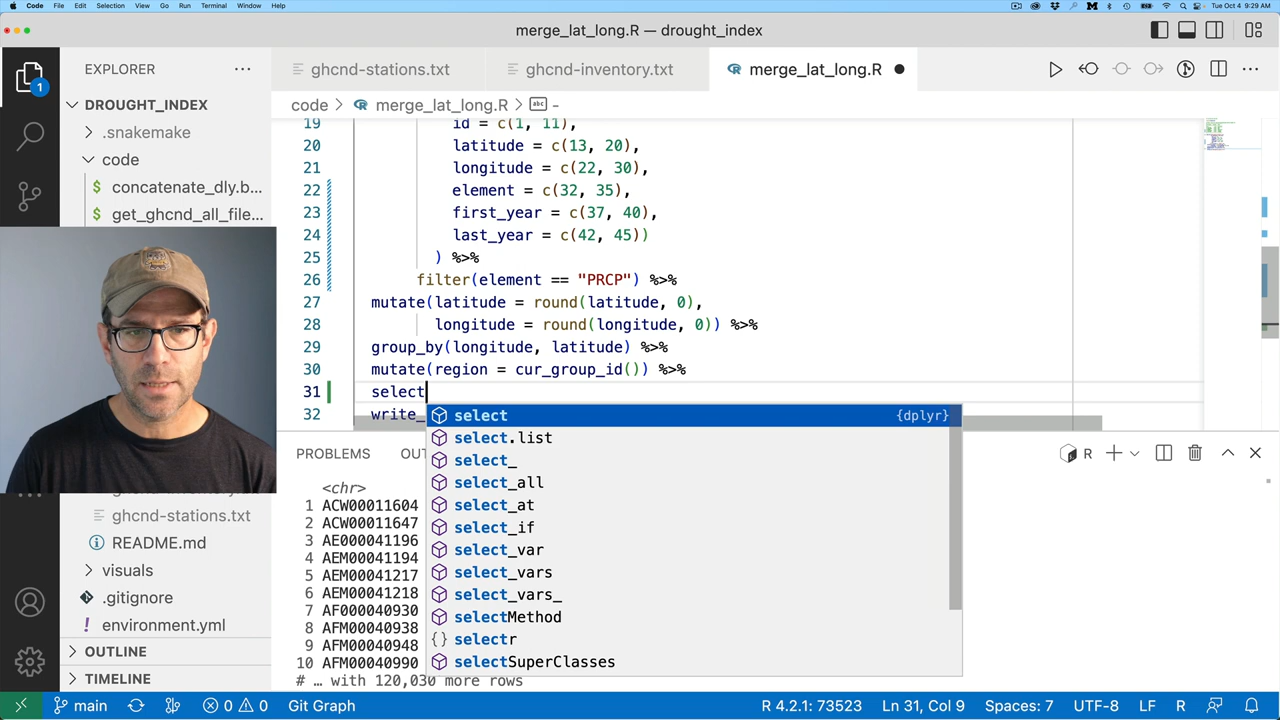 Code File Edit Selection View Go Run Terminal Window Help
Tue Oct 4 9:29 AM
merge_lat_long.R — drought_index
EXPLORER
ghcnd-stations.txt
ghcnd-inventory.txt
merge_lat_long.R
1
DROUGHT_INDEX
code > merge_lat_long.R > abc -
.snakemake
code
$ concatenate_dly.b...
$ get_ghcnd_all_file...
19 id = c(1, 11),
20 latitude = c(13, 20),
21 longitude = c(22, 30),
22 element = c(32, 35),
23 first_year = c(37, 40),
24 last_year = c(42, 45))
25 ) %>%
26 filter(element == "PRCP") %>%
27 mutate(latitude = round(latitude, 0),
28 longitude = round(longitude, 0)) %>%
29 group_by(longitude, latitude) %>%
30 mutate(region = cur_group_id()) %>%
31 select
32 write_
select {dplyr}
select.list
select_
select_all
select_at
select_if
select_var
select_vars
select_vars_
selectMethod
{} selectr
selectSuperClasses
PROBLEMS OU
R
<chr>
1 ACW00011604
2 ACW00011647
3 AE000041196
4 AEM00041194
5 AEM00041217
6 AEM00041218
7 AF000040930
8 AFM00040938
9 AFM00040948
10 AFM00040990
# … with 120,030 more rows
ghcnd-stations.txt
README.md
visuals
.gitignore
! environment.yml
OUTLINE
TIMELINE
main 0 0 Git Graph
R 4.2.1: 73523 Ln 31, Col 9 Spaces: 7 UTF-8 LF R